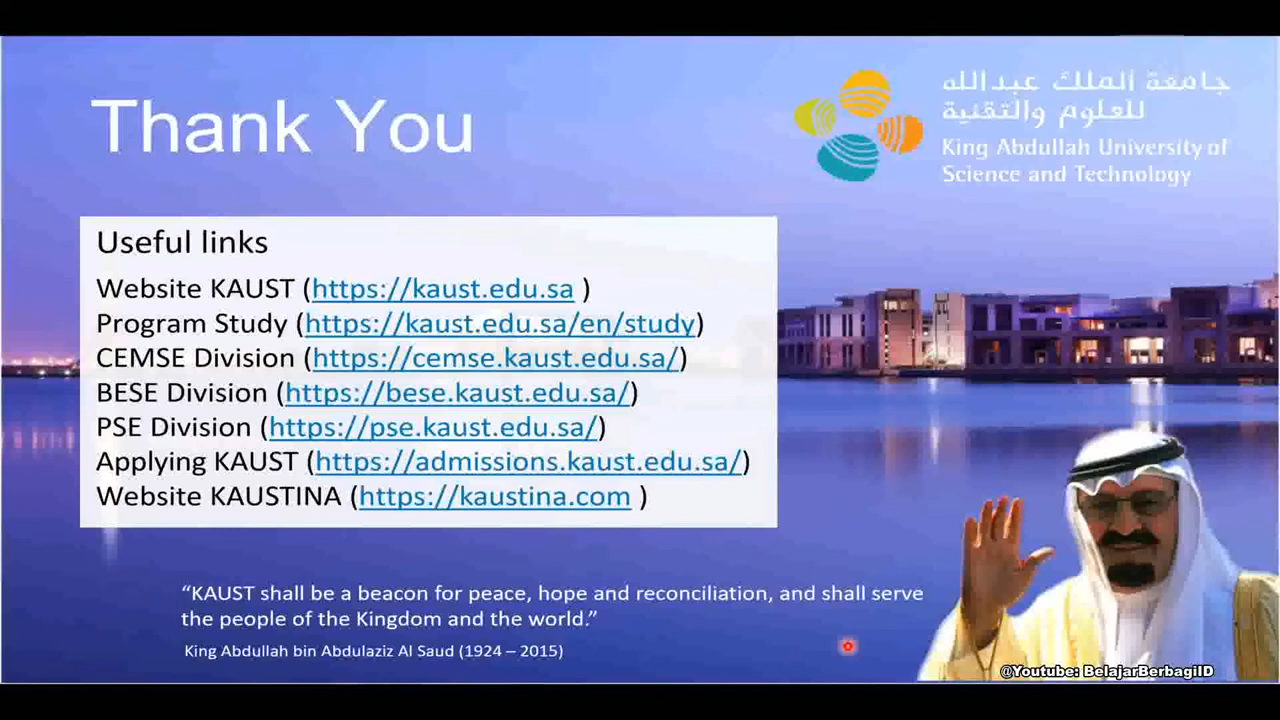 Thank You
جامعة الملك عبدالله
للعلوم والتقنية
King Abdullah University of
Science and Technology
Useful links
Website KAUST (https://kaust.edu.sa )
Program Study (https://kaust.edu.sa/en/study)
CEMSE Division (https://cemse.kaust.edu.sa/)
BESE Division (https://bese.kaust.edu.sa/)
PSE Division (https://pse.kaust.edu.sa/)
Applying KAUST (https://admissions.kaust.edu.sa/)
Website KAUSTINA (https://kaustina.com )
“KAUST shall be a beacon for peace, hope and reconciliation, and shall serve
the people of the Kingdom and the world.”
King Abdullah bin Abdulaziz Al Saud (1924 – 2015)
@Youtube: BelajarBerbagiID